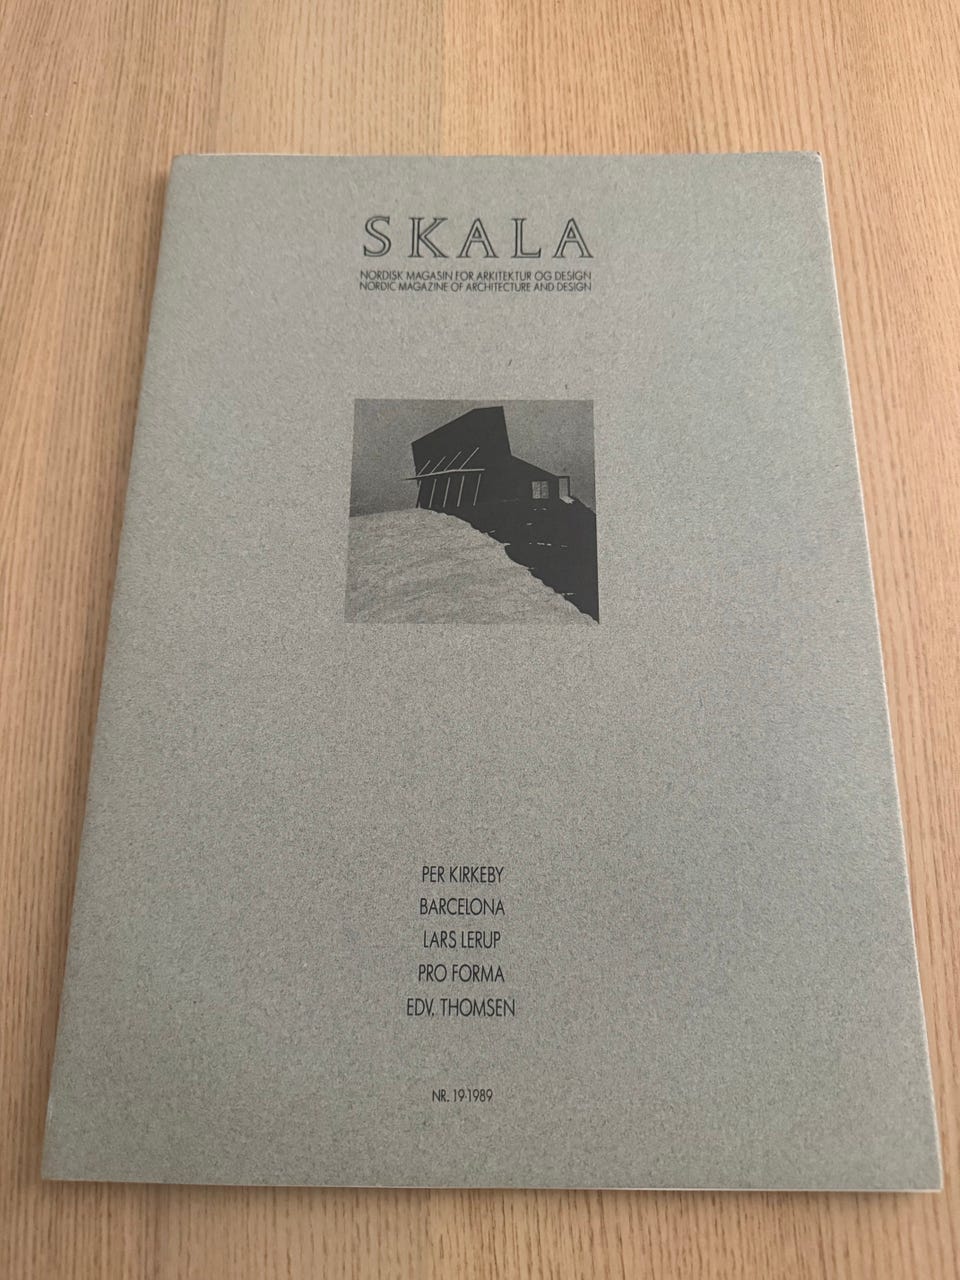 SKALA
NORDISK MAGASIN FOR ARKITEKTUR OG DESIGN
NORDIC MAGAZINE OF ARCHITECTURE AND DESIGN
PER KIRKEBY
BARCELONA
LARS LERUP
PRO FORMA
EDV. THOMSEN
NR. 19-1989